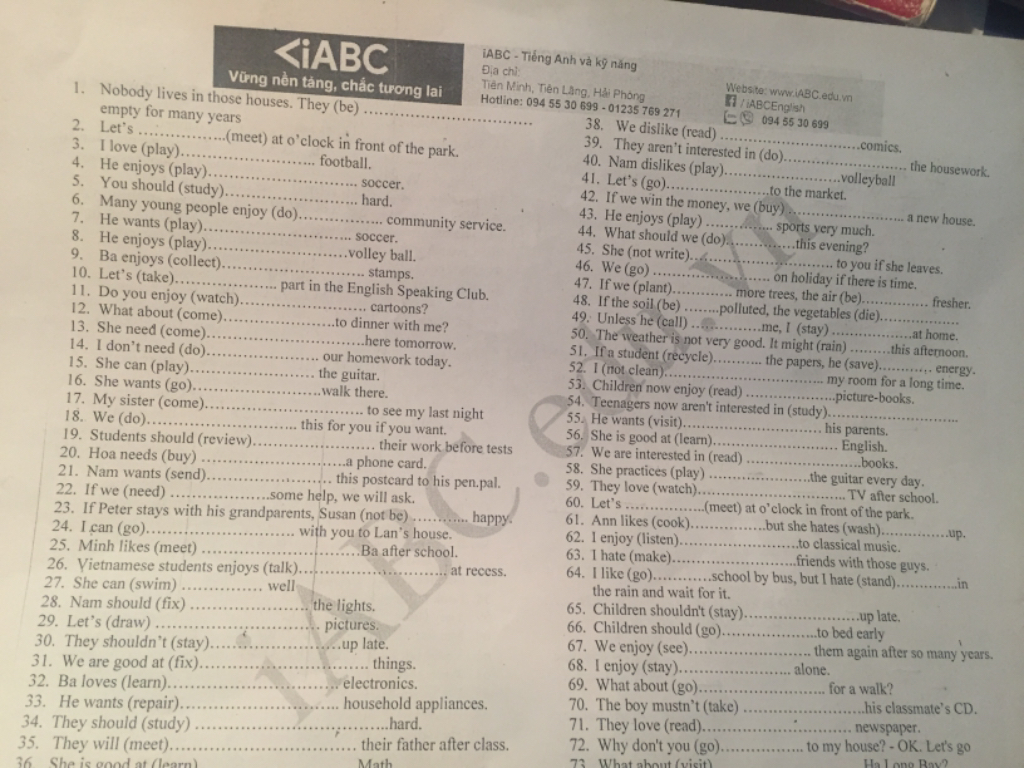 <iABC
Vững nền tảng, chắc tương lai
iABC - Tiếng Anh và kỹ năng
Địa chỉ:
Tiên Minh, Tiên Lãng, Hải Phòng
Hotline: 094 55 30 699 - 01235 769 271
Website: www.iABC.edu.vn
/iABCEnglish
094 55 30 699
1. Nobody lives in those houses. They (be) ……………………………
empty for many years
2. Let's ………………(meet) at o'clock in front of the park.
3. I love (play)……………………… football.
4. He enjoys (play)……………………………… soccer.
5. You should (study)……………………… hard.
6. Many young people enjoy (do)……………… community service.
7. He wants (play)………………………… soccer.
8. He enjoys (play)………………………volley ball.
9. Ba enjoys (collect)……………………………… stamps.
10. Let's (take)………………… part in the English Speaking Club.
11. Do you enjoy (watch)……………………… cartoons?
12. What about (come)……………………to dinner with me?
13. She need (come)…………………………here tomorrow.
14. I don't need (do)…………………… our homework today.
15. She can (play)……………………… the guitar.
16. She wants (go)………………………walk there.
17. My sister (come)…………………………… to see my last night
18. We (do)…………………………… this for you if you want.
19. Students should (review)……………………… their work before tests
20. Hoa needs (buy) …………………………a phone card.
21. Nam wants (send)……………………… this postcard to his pen.pal.
22. If we (need) …………………some help, we will ask.
23. If Peter stays with his grandparents, Susan (not be) ………… happy.
24. I can (go)…………………………… with you to Lan's house.
25. Minh likes (meet) ……………………………Ba after school.
26. Vietnamese students enjoys (talk)…………………………… at recess.
27. She can (swim) ……………… well
28. Nam should (fix) …………………… the lights.
29. Let's (draw) ……………………………… pictures.
30. They shouldn't (stay)………………………up late.
31. We are good at (fix)……………………………… things.
32. Ba loves (learn)……………………………… electronics.
33. He wants (repair)……………………………… household appliances.
34. They should (study) …………………………………hard.
35. They will (meet)………………………………… their father after class.
36. She is good at (learn)…………………………… Math.
38. We dislike (read) …………………………comics.
39. They aren't interested in (do)……………………… the housework.
40. Nam dislikes (play)……………………volleyball
41. Let's (go)…………………to the market.
42. If we win the money, we (buy) …………………… a new house.
43. He enjoys (play) …………… sports very much.
44. What should we (do)……………this evening?
45. She (not write)………………………… to you if she leaves.
46. We (go) …………………… on holiday if there is time.
47. If we (plant)………… more trees, the air (be)…………… fresher.
48. If the soil (be) ………polluted, the vegetables (die)………………
49. Unless he (call) ……………me, I (stay) ………………at home.
50. The weather is not very good. It might (rain) ………this afternoon.
51. If a student (recycle)………… the papers, he (save)………… energy.
52. I (not clean)…………………………… my room for a long time.
53. Children now enjoy (read) ………………picture-books.
54. Teenagers now aren't interested in (study)…………………………
55. He wants (visit)……………………… his parents.
56. She is good at (learn)……………………… English.
57. We are interested in (read) ……………………books.
58. She practices (play) …………………the guitar every day.
59. They love (watch)…………………………TV after school.
60. Let's ………………(meet) at o'clock in front of the park.
61. Ann likes (cook)……………but she hates (wash)……………up.
62. I enjoy (listen)……………………to classical music.
63. I hate (make)………………………friends with those guys.
64. I like (go)…………school by bus, but I hate (stand)……………in
the rain and wait for it.
65. Children shouldn't (stay)……………………up late.
66. Children should (go)…………………to bed early
67. We enjoy (see)……………………… them again after so many years.
68. I enjoy (stay)……………………… alone.
69. What about (go)……………………… for a walk?
70. The boy mustn't (take) ……………………his classmate's CD.
71. They love (read)……………………… newspaper.
72. Why don't you (go)……………… to my house? - OK. Let's go
73. What about (visit)………………………… Ha Long Bay?
iABC.edu.vn